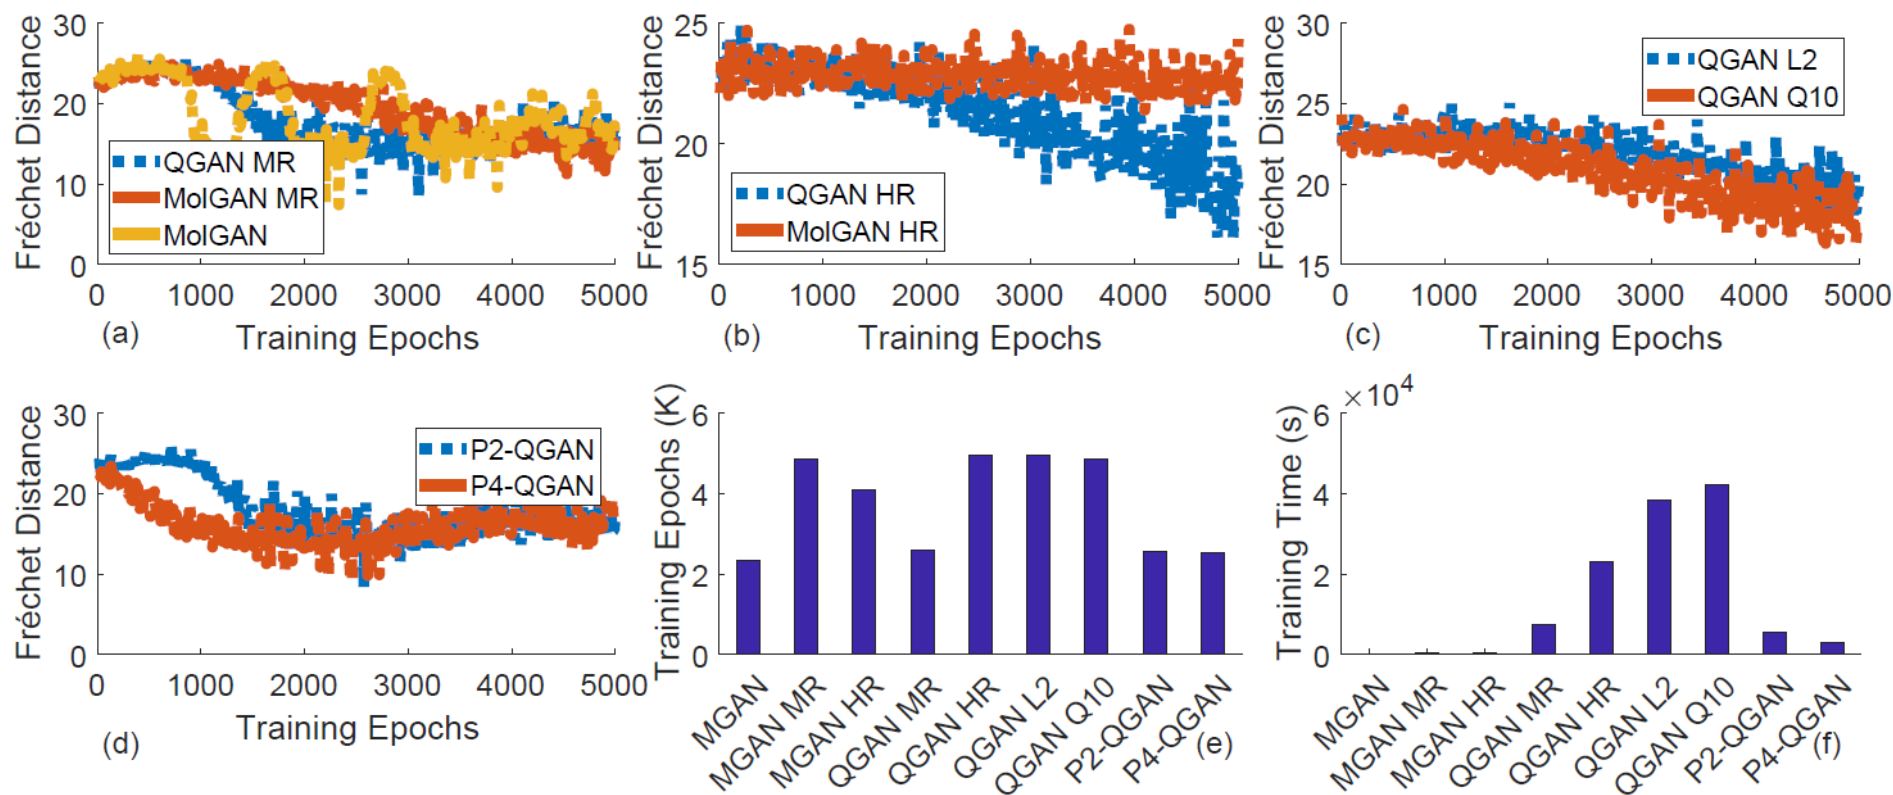 Fréchet Distance
30
20
10
0
QGAN MR
MolGAN MR
MolGAN
0 1000 2000 3000 4000 5000
(a) Training Epochs
Fréchet Distance
25
20
15
QGAN HR
MolGAN HR
0 1000 2000 3000 4000 5000
(b) Training Epochs
Fréchet Distance
30
25
20
15
QGAN L2
QGAN Q10
0 1000 2000 3000 4000 5000
(c) Training Epochs
Fréchet Distance
30
20
10
0
P2-QGAN
P4-QGAN
0 1000 2000 3000 4000 5000
(d) Training Epochs
Training Epochs (K)
6
4
2
0
MGAN
MGAN MR
MGAN HR
QGAN MR
QGAN HR
QGAN L2
QGAN Q10
P2-QGAN
P4-QGAN
(e)
Training Time (s)
×10⁴
6
4
2
0
MGAN
MGAN MR
MGAN HR
QGAN MR
QGAN HR
QGAN L2
QGAN Q10
P2-QGAN
P4-QGAN
(f)